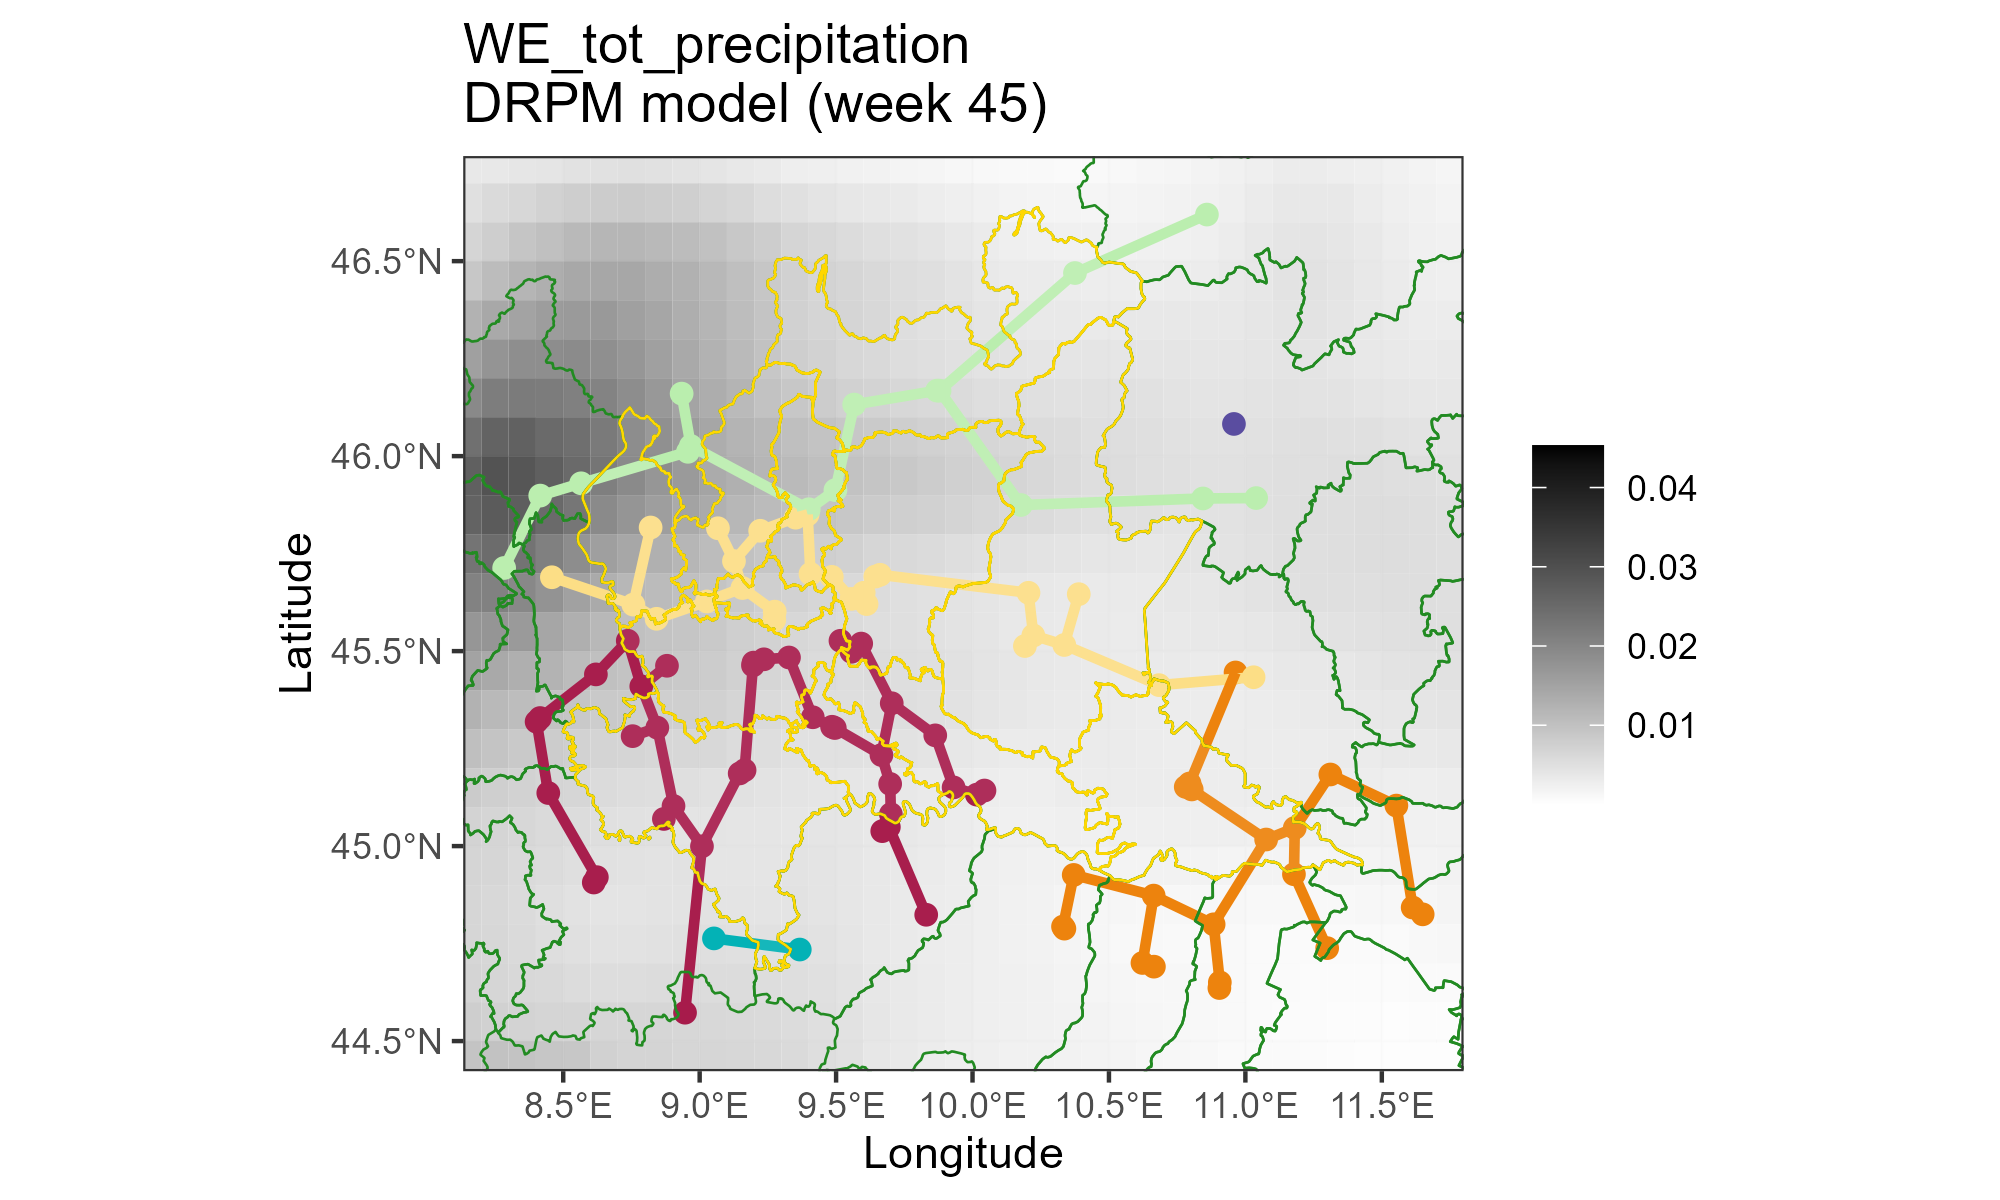 WE_tot_precipitation
DRPM model (week 45)
46.5°N
46.0°N
45.5°N
45.0°N
44.5°N
Latitude
8.5°E 9.0°E 9.5°E 10.0°E 10.5°E 11.0°E 11.5°E
Longitude
0.04
0.03
0.02
0.01